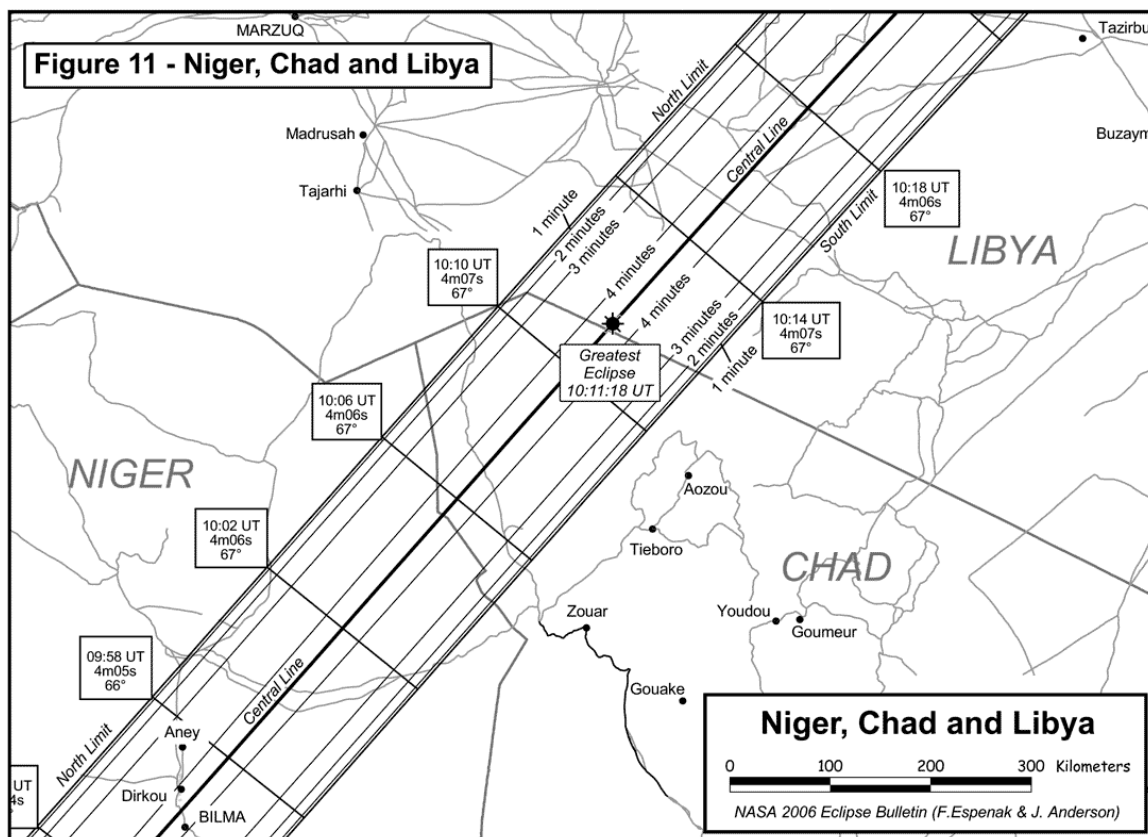 MARZUQ
Tazirbu
Figure 11 - Niger, Chad and Libya
North Limit
Madrusah
Central Line
Buzaym
Tajarhi
10:18 UT
4m06s
67°
1 minute
2 minutes
3 minutes
South Limit
LIBYA
10:10 UT
4m07s
67°
4 minutes
4 minutes
3 minutes
2 minutes
1 minute
10:14 UT
4m07s
67°
Greatest
Eclipse
10:11:18 UT
10:06 UT
4m06s
67°
NIGER
Aozou
10:02 UT
4m06s
67°
Tieboro
CHAD
Zouar
Youdou
Goumeur
09:58 UT
4m05s
66°
Central Line
Gouake
North Limit
Aney
Niger, Chad and Libya
0 100 200 300 Kilometers
UT
4s
Dirkou
BILMA
NASA 2006 Eclipse Bulletin (F.Espenak & J. Anderson)